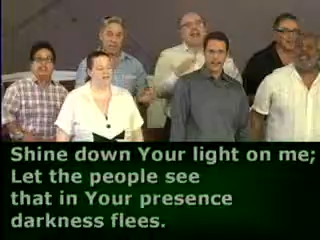 Shine down Your light on me;
Let the people see
that in Your presence
darkness flees.